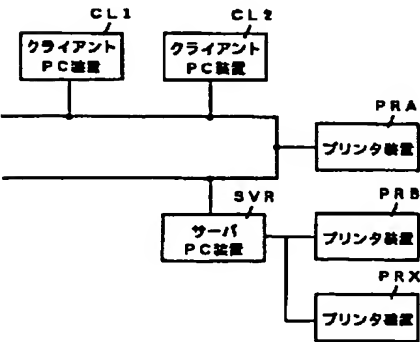 CL1
CL2
クライアント
PC装置
クライアント
PC装置
PRA
プリンタ装置
SVR
サーバ
PC装置
PRB
プリンタ装置
PRX
プリンタ装置